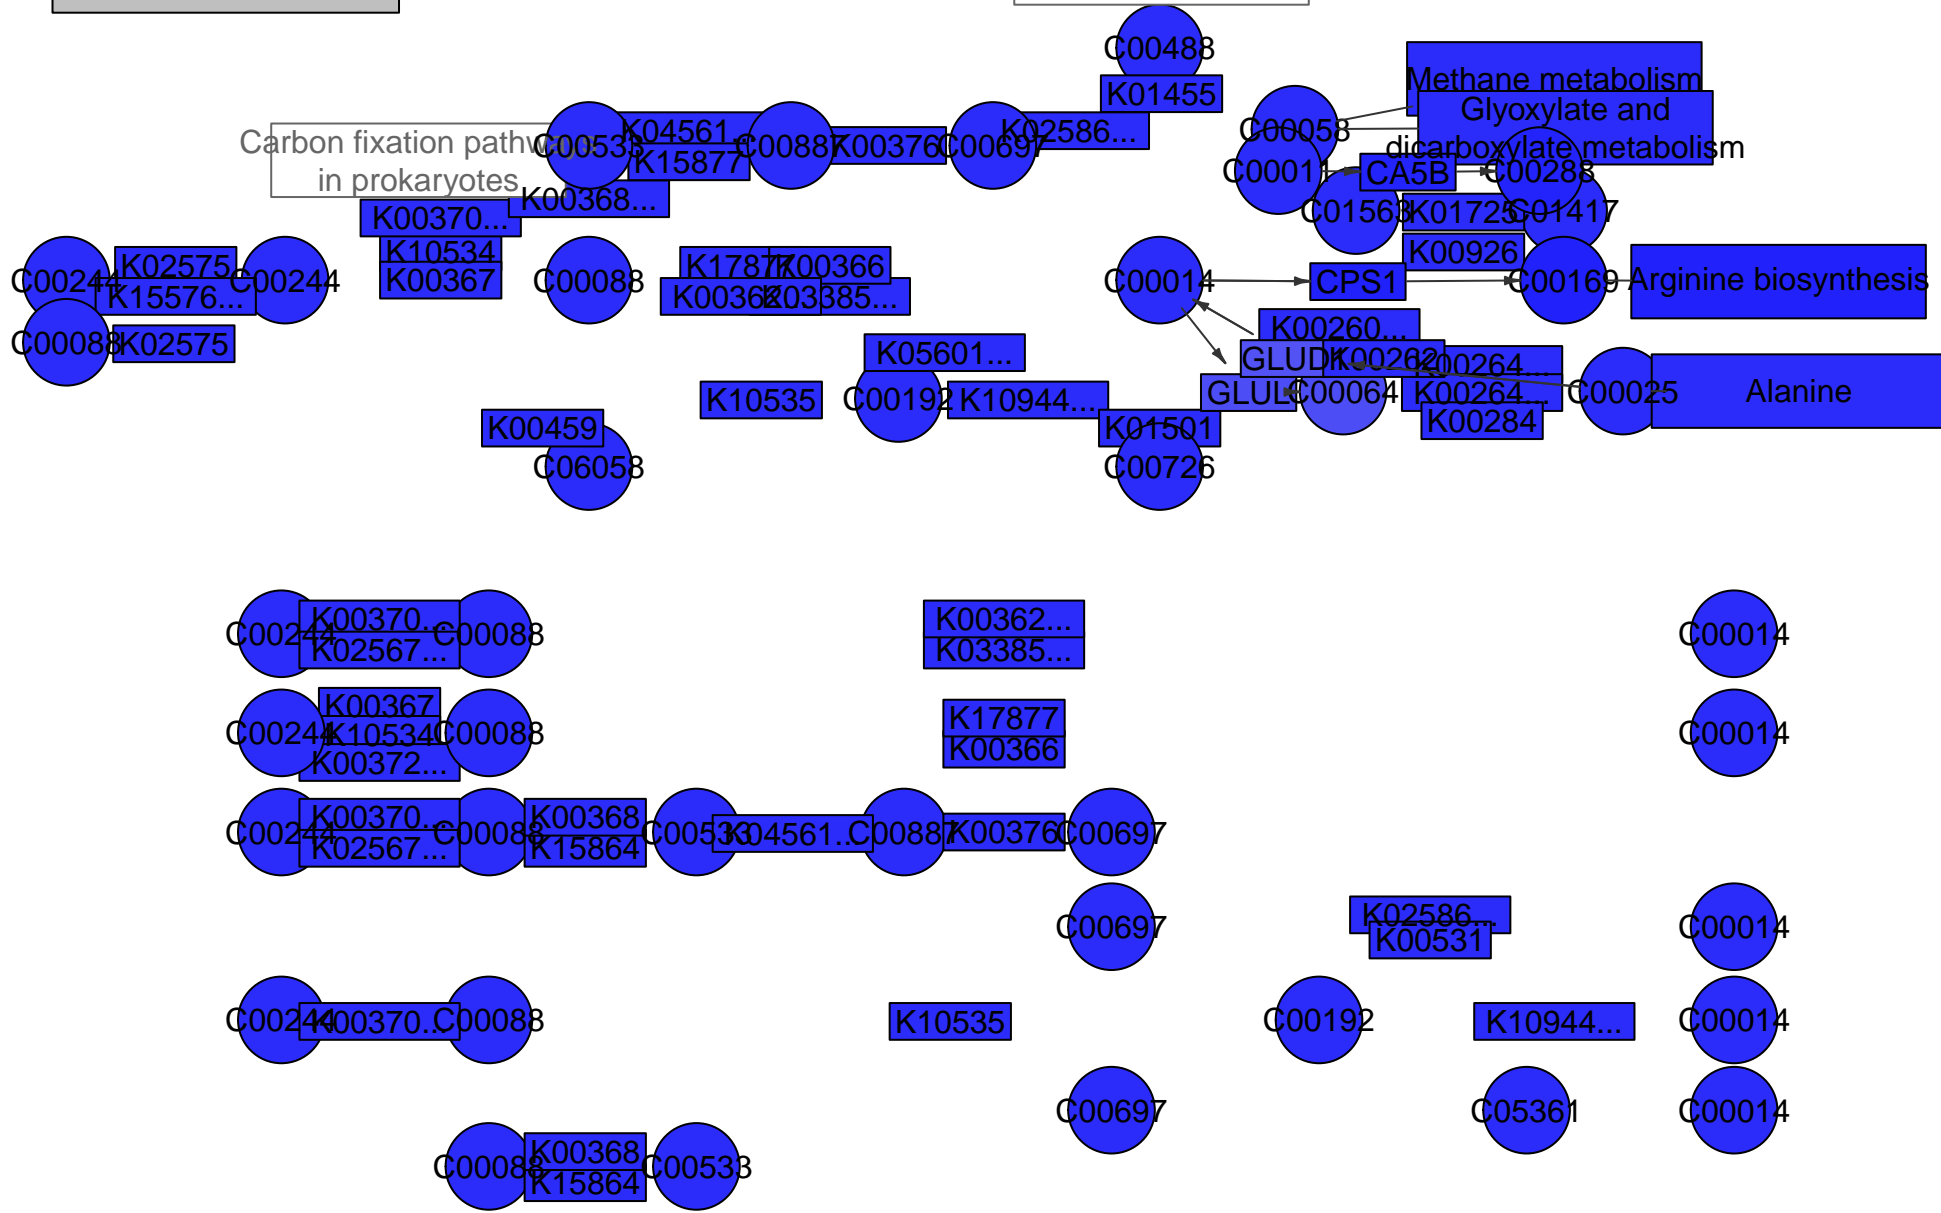 C00488
K01455
Methane metabolism
Glyoxylate and
dicarboxylate metabolism
C00058
Carbon fixation pathways
in prokaryotes
C00533
K04561...
K15877
C00887
K00376
C00697
K02586...
C00011
CA5B
C00288
C01563
K01725
C01417
K00926
K00368...
K00370...
K10534
K00367
C00244
K02575
K15576...
C00244
C00088
K17877
K00366
K00362...
K03385...
C00014
CPS1
C00169
Arginine biosynthesis
C00088
K02575
K05601...
K00260...
GLUD1
K00262
K00264...
GLUL
C00064
K00264...
K00284
C00025
Alanine
K10535
C00192
K10944...
K01501
C00726
K00459
C06058
C00244
K00370...
K02567...
C00088
K00362...
K03385...
C00014
C00244
K00367
K10534
K00372...
C00088
K17877
K00366
C00014
C00244
K00370...
K02567...
C00088
K00368
K15864
C00533
K04561...
C00887
K00376
C00697
C00697
K02586...
K00531
C00014
C00244
K00370...
C00088
K10535
C00192
K10944...
C00014
C00697
C05361
C00014
C00088
K00368
K15864
C00533